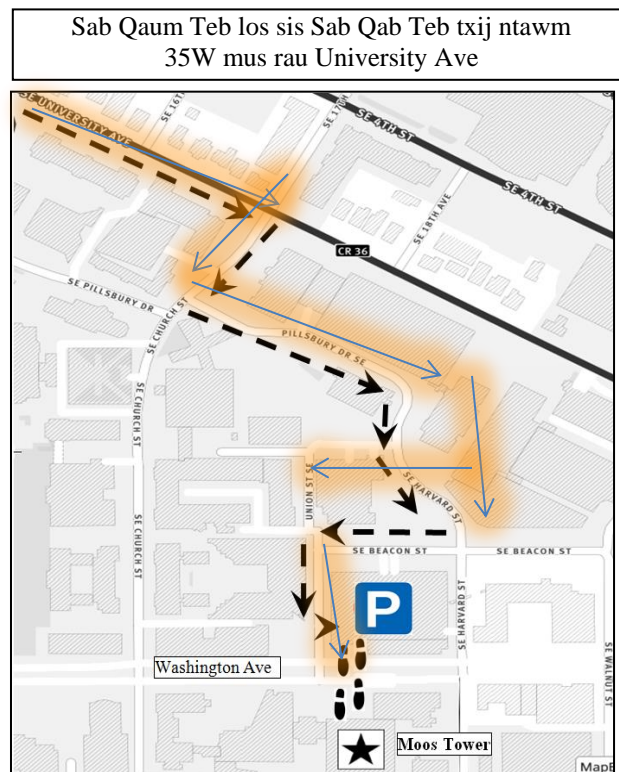 Sab Qaum Teb los sis Sab Qab Teb txij ntawm
35W mus rau University Ave
SE UNIVERSITY AVE
SE 16TH
SE 17TH
SE 4TH ST
SE 4TH ST
SE 18TH AVE
CR 36
SE PILLSBURY DR
SE CHURCH ST
PILLSBURY DR SE
SE CHURCH ST
SE CHURCH ST
UNION ST SE
SE HARVARD ST
SE BEACON ST
SE BEACON ST
P
SE HARVARD ST
SE WALNUT ST
Washington Ave
Moos Tower